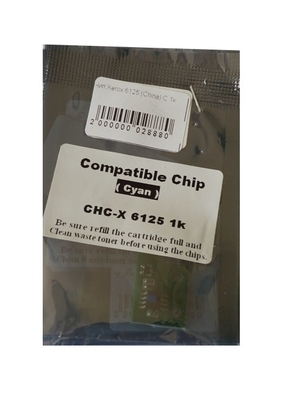 Xerox 6125 (China) C 1k
2 000000 028880
Compatible Chip
( Cyan )
CHC-X 6125 1k
Be sure refill the cartridge full and
Clean waste toner before using the chips.